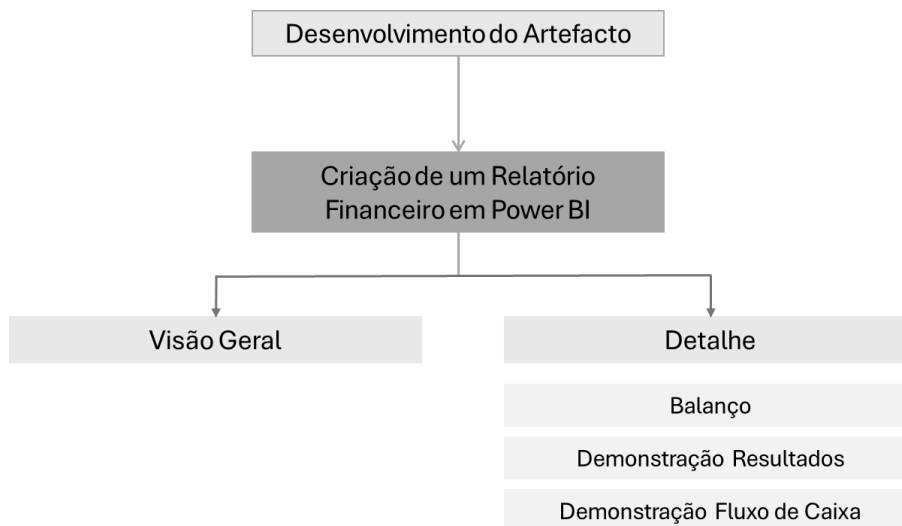 Desenvolvimento do Artefacto
Criação de um Relatório
Financeiro em Power BI
Visão Geral
Detalhe
Balanço
Demonstração Resultados
Demonstração Fluxo de Caixa